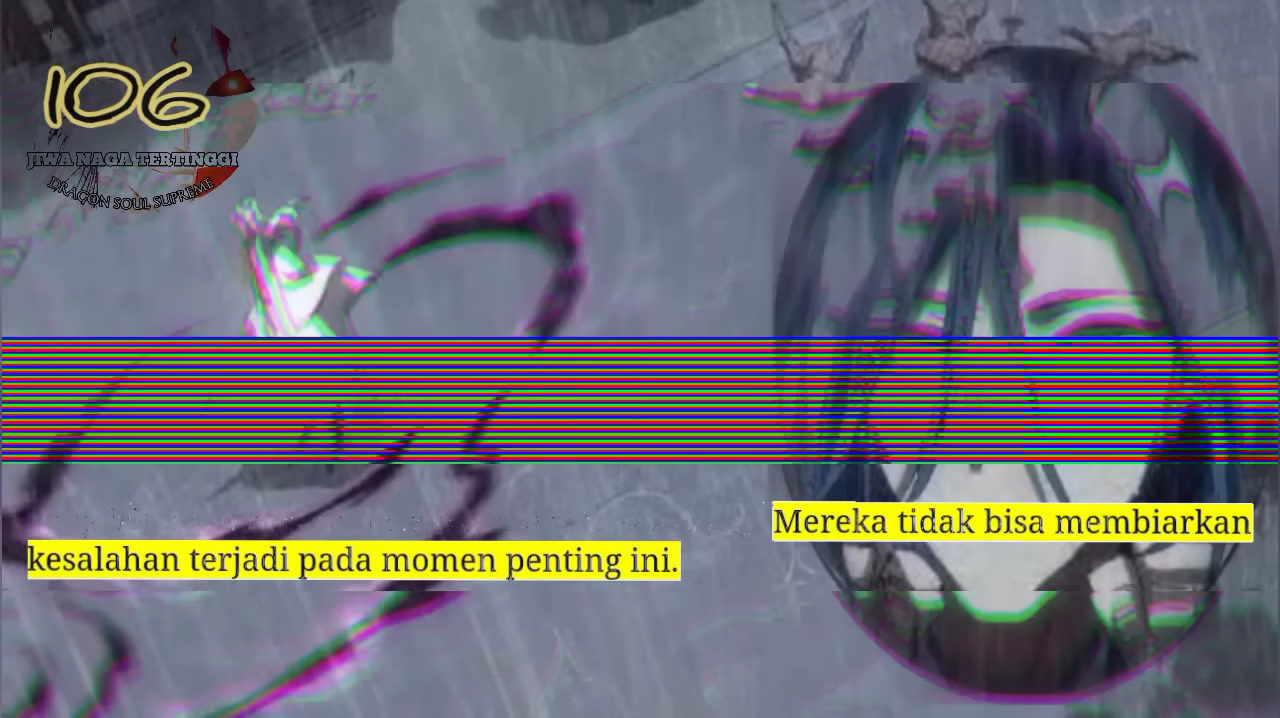 106
JIWA NAGA TERTINGGI
DRAGON SOUL SUPREME
Mereka tidak bisa membiarkan
kesalahan terjadi pada momen penting ini.